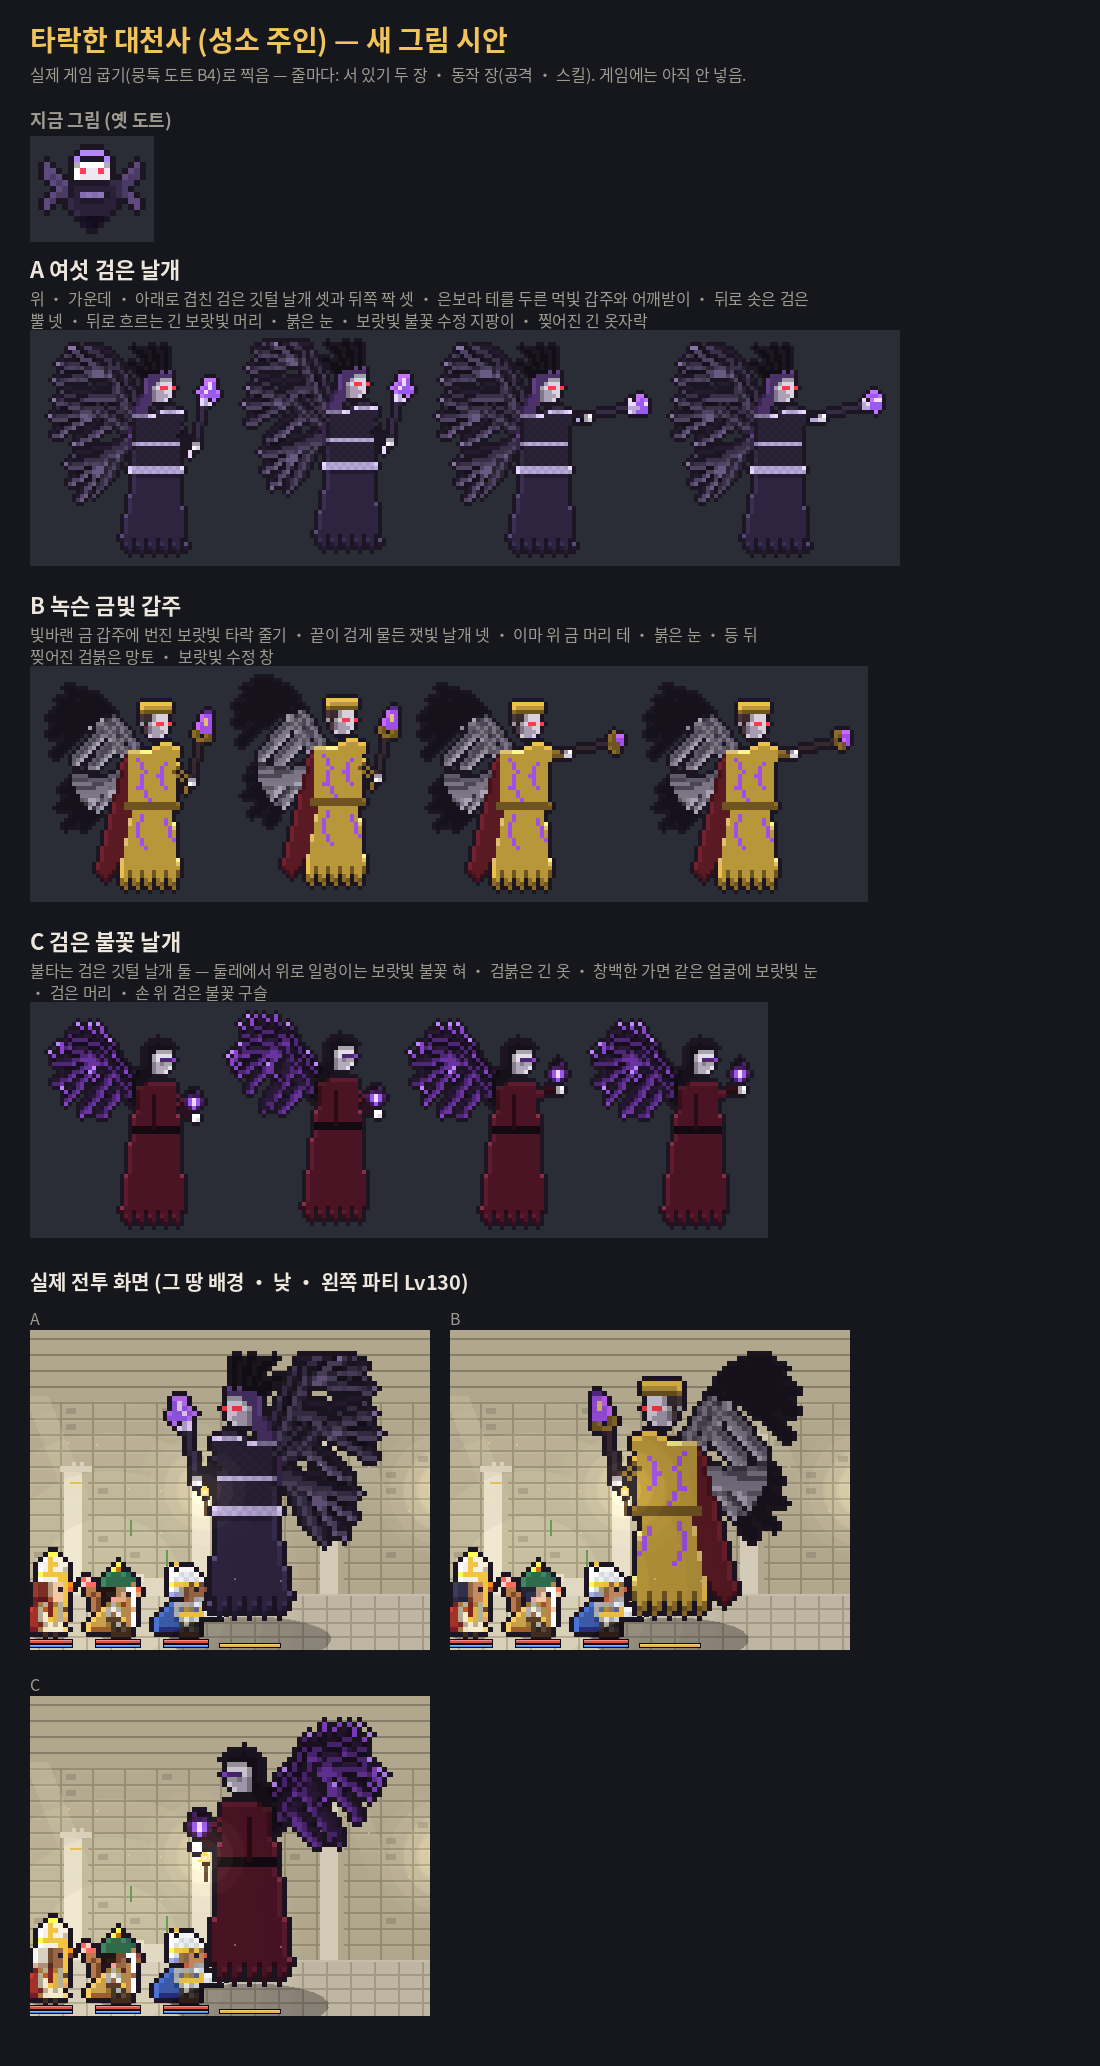 타락한 대천사 (성소 주인) — 새 그림 시안
실제 게임 굽기(뭉툭 도트 B4)로 찍음 — 줄마다: 서 있기 두 장 · 동작 장(공격 · 스킬). 게임에는 아직 안 넣음.
지금 그림 (옛 도트)
A 여섯 검은 날개
위 · 가운데 · 아래로 겹친 검은 깃털 날개 셋과 뒤쪽 짝 셋 · 은보라 테를 두른 먹빛 갑주와 어깨받이 · 뒤로 솟은 검은
뿔 넷 · 뒤로 흐르는 긴 보랏빛 머리 · 붉은 눈 · 보랏빛 불꽃 수정 지팡이 · 찢어진 긴 옷자락
B 녹슨 금빛 갑주
빛바랜 금 갑주에 번진 보랏빛 타락 줄기 · 끝이 검게 물든 잿빛 날개 넷 · 이마 위 금 머리 테 · 붉은 눈 · 등 뒤
찢어진 검붉은 망토 · 보랏빛 수정 창
C 검은 불꽃 날개
불타는 검은 깃털 날개 둘 — 둘레에서 위로 일렁이는 보랏빛 불꽃 혀 · 검붉은 긴 옷 · 창백한 가면 같은 얼굴에 보랏빛 눈
· 검은 머리 · 손 위 검은 불꽃 구슬
실제 전투 화면 (그 땅 배경 · 낮 · 왼쪽 파티 Lv130)
A
B
C